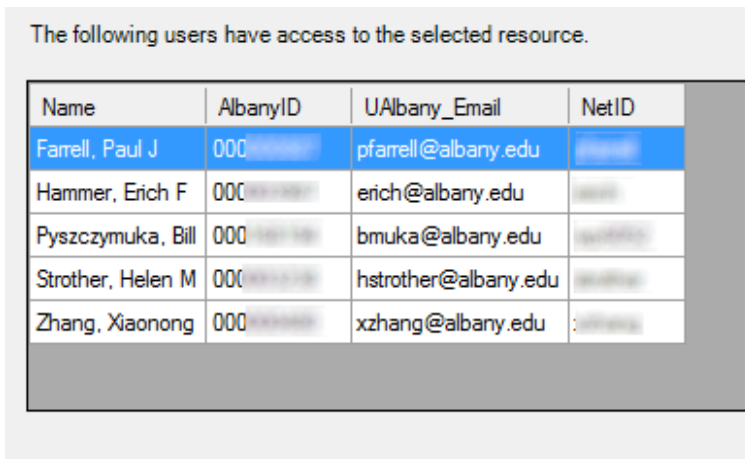 The following users have access to the selected resource.
Name AlbanyID UAlbany_Email NetID
Farrell, Paul J 000 pfarrell@albany.edu
Hammer, Erich F 000 erich@albany.edu
Pyszczymuka, Bill 000 bmuka@albany.edu
Strother, Helen M 000 hstrother@albany.edu
Zhang, Xiaonong 000 xzhang@albany.edu